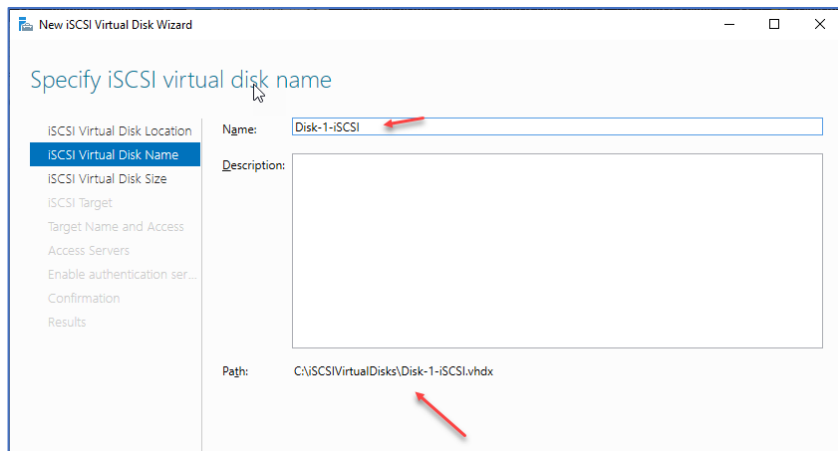 New iSCSI Virtual Disk Wizard
Specify iSCSI virtual disk name
iSCSI Virtual Disk Location
iSCSI Virtual Disk Name
iSCSI Virtual Disk Size
iSCSI Target
Target Name and Access
Access Servers
Enable authentication ser...
Confirmation
Results
Name:
Disk-1-iSCSI
Description:
Path:
C:\iSCSIVirtualDisks\Disk-1-iSCSI.vhdx